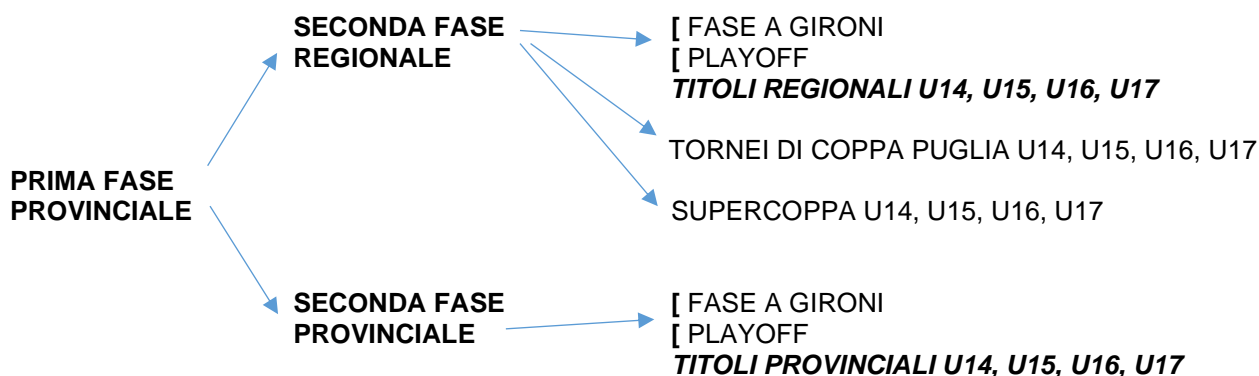 SECONDA FASE
REGIONALE
[ FASE A GIRONI
[ PLAYOFF
TITOLI REGIONALI U14, U15, U16, U17
TORNEI DI COPPA PUGLIA U14, U15, U16, U17
SUPERCOPPA U14, U15, U16, U17
PRIMA FASE
PROVINCIALE
SECONDA FASE
PROVINCIALE
[ FASE A GIRONI
[ PLAYOFF
TITOLI PROVINCIALI U14, U15, U16, U17